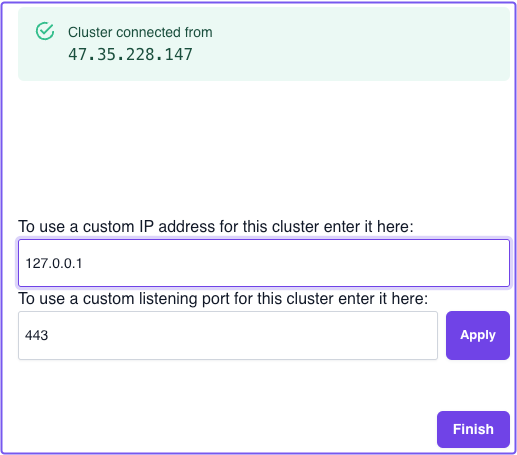 Cluster connected from
47.35.228.147
To use a custom IP address for this cluster enter it here:
127.0.0.1
To use a custom listening port for this cluster enter it here:
443
Apply
Finish